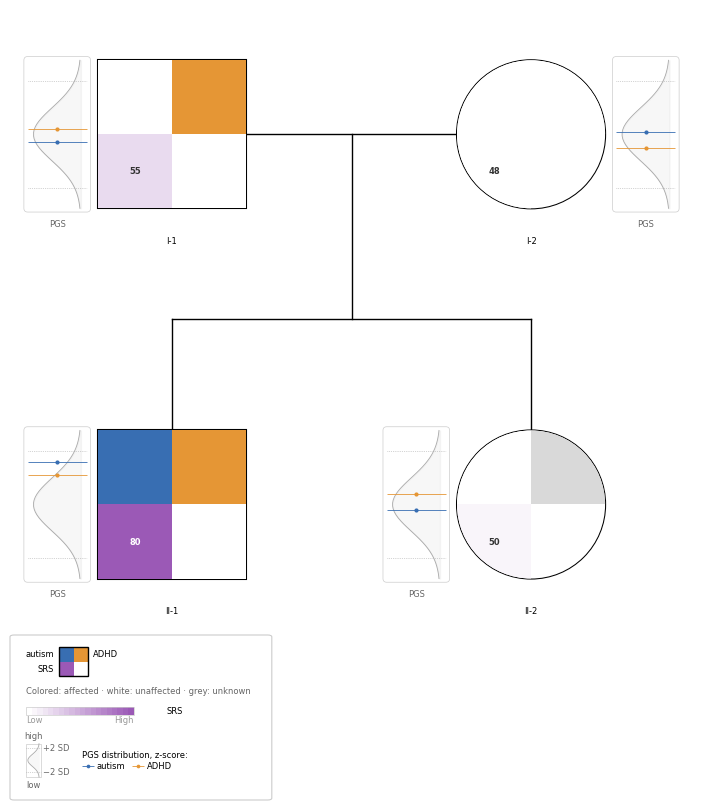 55
48
PGS
PGS
I-1
I-2
80
50
PGS
PGS
II-1
II-2
autism ADHD
SRS
Colored: affected · white: unaffected · grey: unknown
SRS
Low High
high
+2 SD
PGS distribution, z-score:
autism ADHD
−2 SD
low